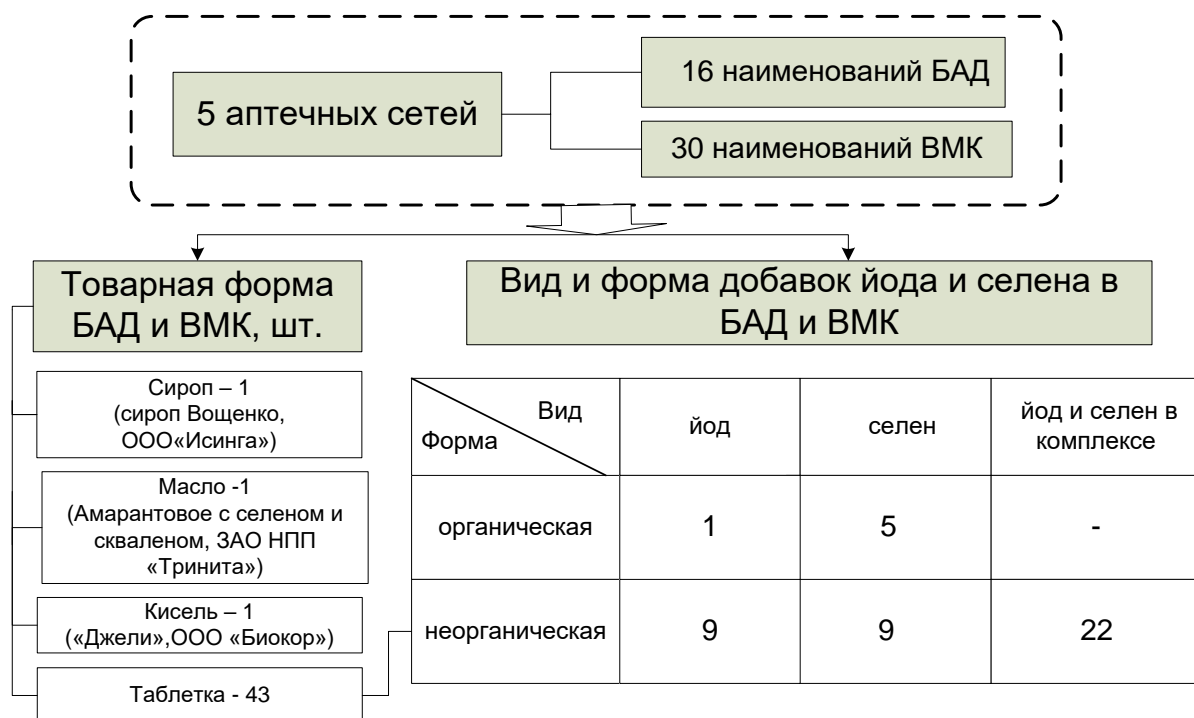 5 аптечных сетей
16 наименований БАД
30 наименований ВМК
Товарная форма
БАД и ВМК, шт.
Вид и форма добавок йода и селена в
БАД и ВМК
Сироп – 1
(сироп Вощенко,
ООО«Исинга»)
Масло -1
(Амарантовое с селеном и
скваленом, ЗАО НПП
«Тринита»)
Кисель – 1
(«Джели»,ООО «Биокор»)
Таблетка - 43
Вид
Форма
йод
селен
йод и селен в
комплексе
органическая
1
5
-
неорганическая
9
9
22